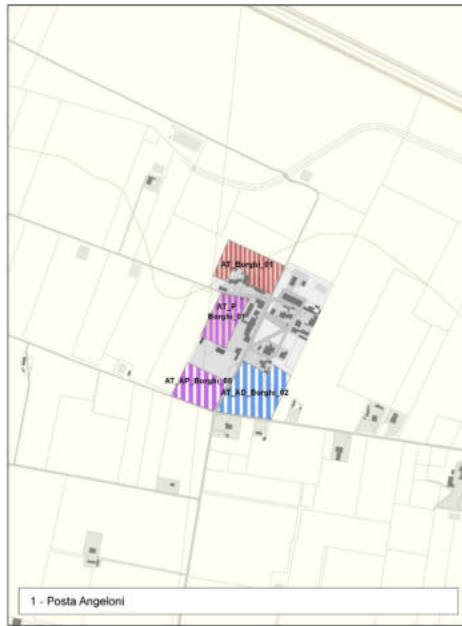 AT_Borghi_01
AT_P
Borghi_01
AT_AP_Borghi_00
AT_AD_Borghi_02
1 - Posta Angeloni